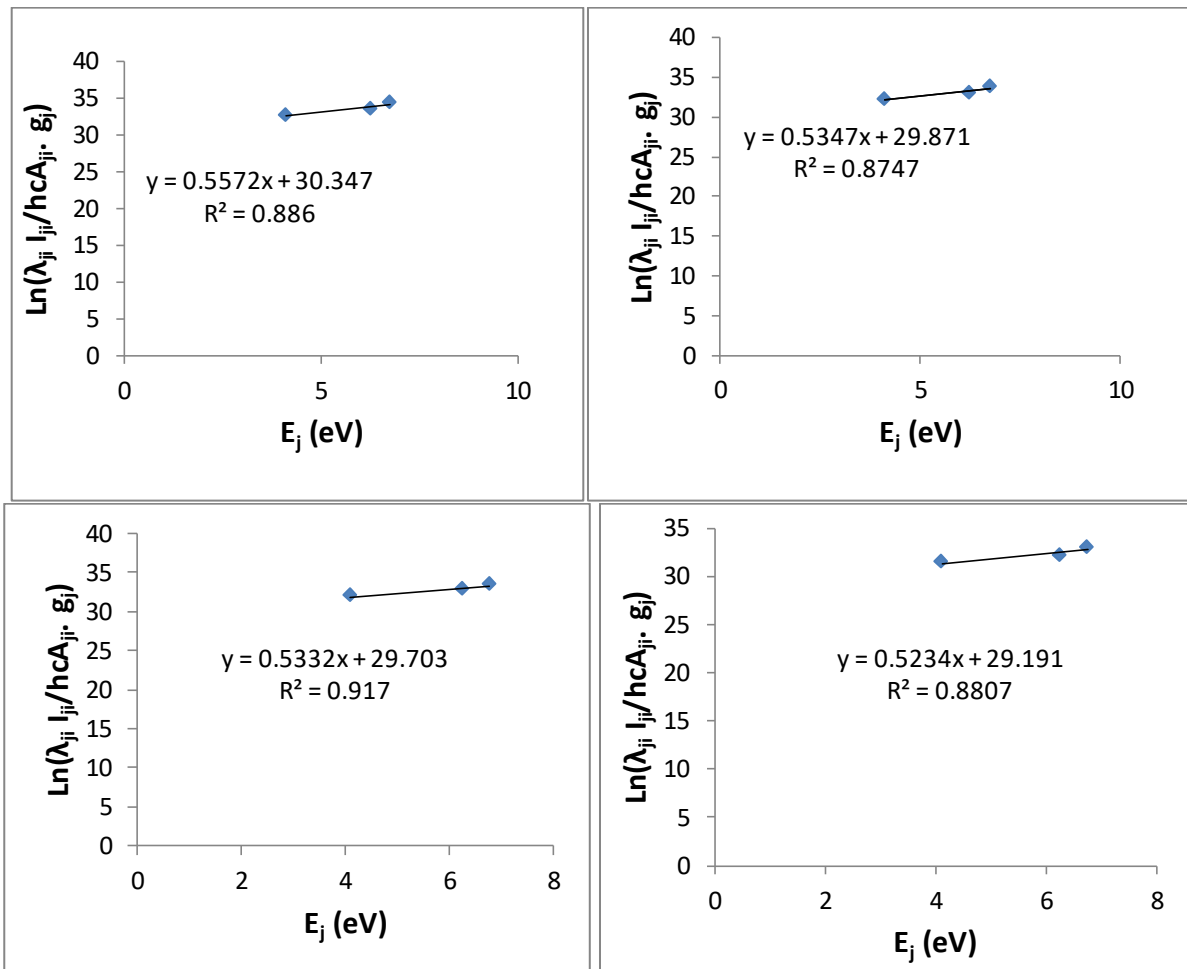 40
35
30
25
20
15
10
5
0
Ln(λji Iji/hcAji. gj)
y = 0.5572x + 30.347
R² = 0.886
0 5 10
Ej (eV)
40
35
30
25
20
15
10
5
0
Ln(λji Iji/hcAji. gj)
y = 0.5347x + 29.871
R² = 0.8747
0 5 10
Ej (eV)
40
35
30
25
20
15
10
5
0
Ln(λji Iji/hcAji. gj)
y = 0.5332x + 29.703
R² = 0.917
0 2 4 6 8
Ej (eV)
35
30
25
20
15
10
5
0
Ln(λji Iji/hcAji. gj)
y = 0.5234x + 29.191
R² = 0.8807
0 2 4 6 8
Ej (eV)